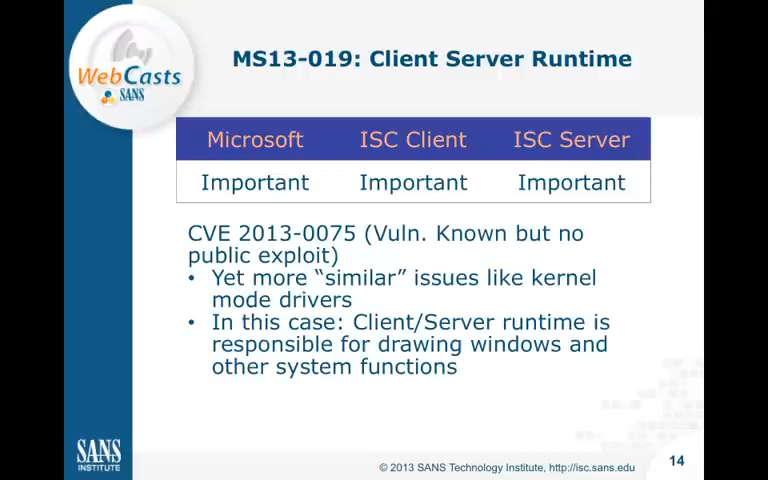 WebCasts
SANS
MS13-019: Client Server Runtime
Microsoft ISC Client ISC Server
Important Important Important
CVE 2013-0075 (Vuln. Known but no
public exploit)
• Yet more “similar” issues like kernel
mode drivers
• In this case: Client/Server runtime is
responsible for drawing windows and
other system functions
SANS
INSTITUTE
© 2013 SANS Technology Institute, http://isc.sans.edu
14